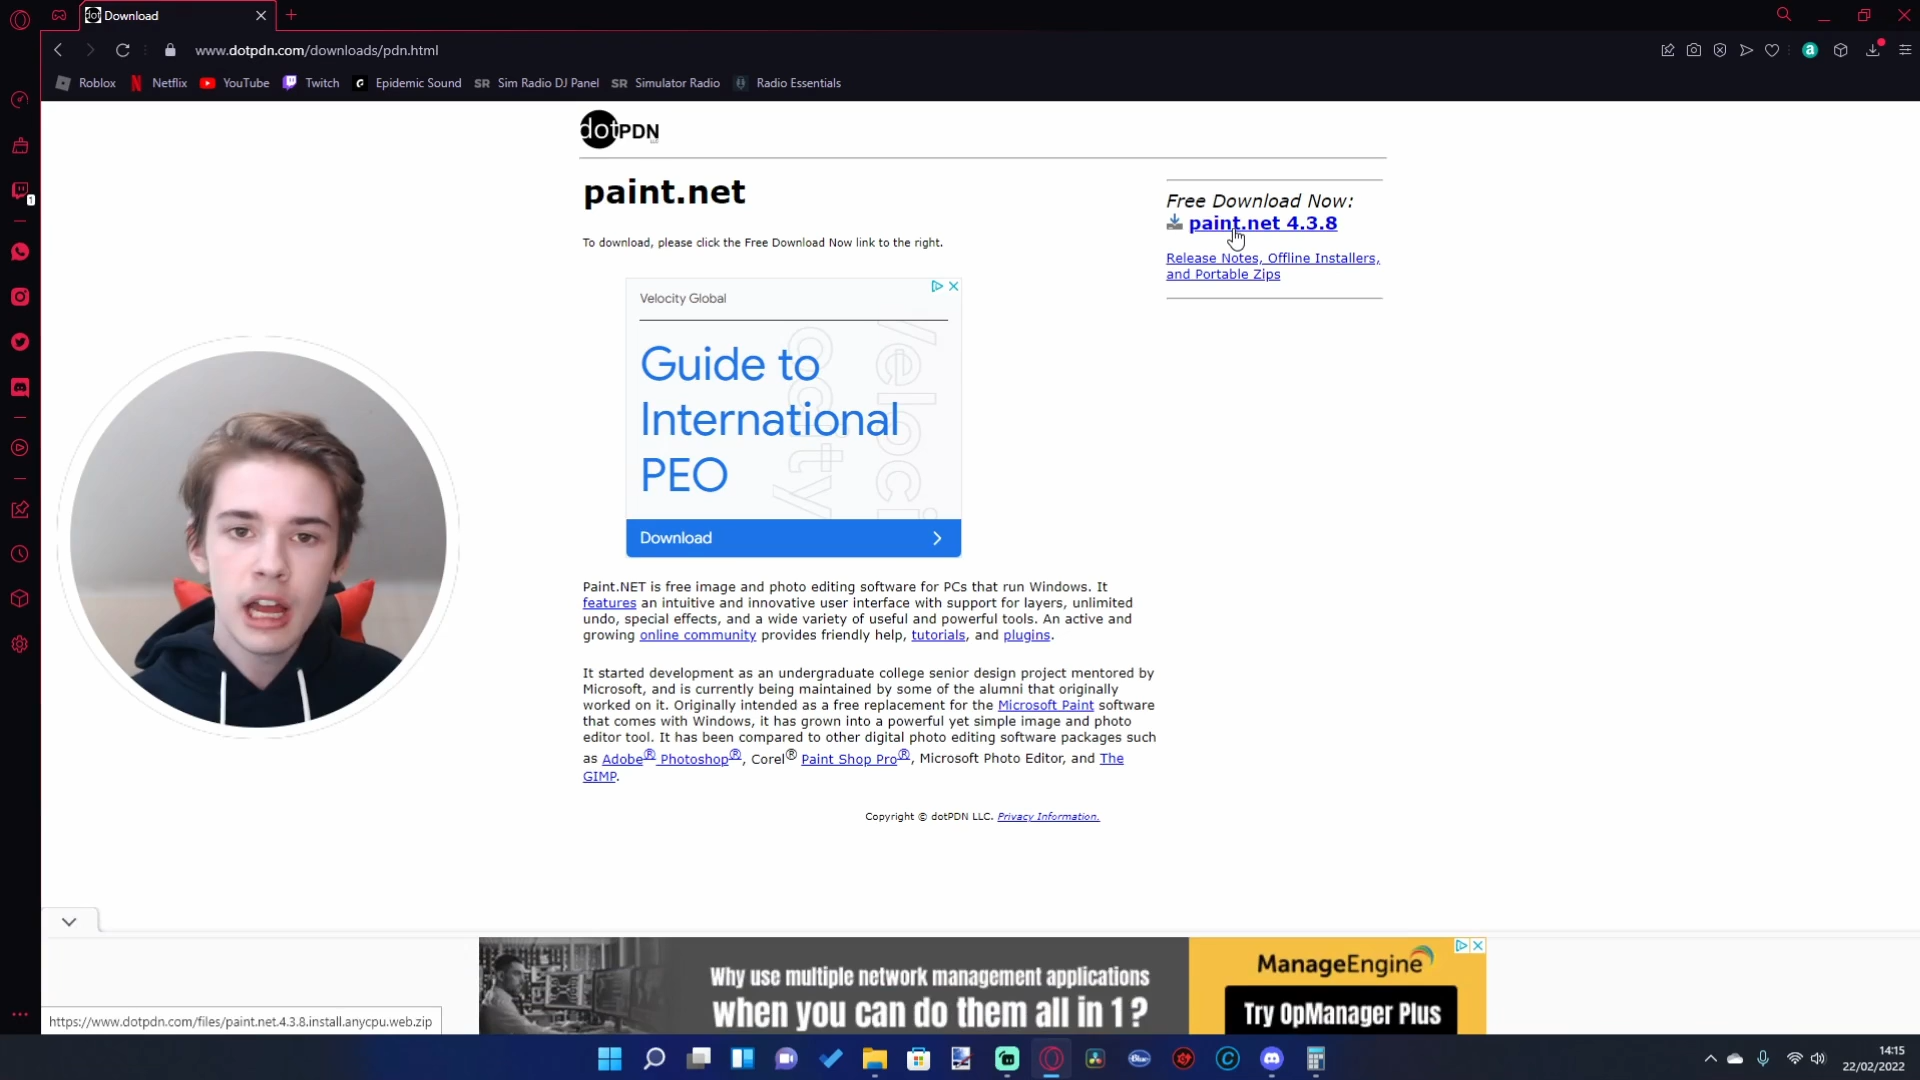 Download
www.dotpdn.com/downloads/pdn.html
Roblox Netflix YouTube Twitch Epidemic Sound SR Sim Radio DJ Panel SR Simulator Radio Radio Essentials
dotPDN
paint.net
Free Download Now:
paint.net 4.3.8
To download, please click the Free Download Now link to the right.
Release Notes, Offline Installers,
and Portable Zips
Velocity Global
Guide to
International
PEO
Download
Paint.NET is free image and photo editing software for PCs that run Windows. It
features an intuitive and innovative user interface with support for layers, unlimited
undo, special effects, and a wide variety of useful and powerful tools. An active and
growing online community provides friendly help, tutorials, and plugins.
It started development as an undergraduate college senior design project mentored by
Microsoft, and is currently being maintained by some of the alumni that originally
worked on it. Originally intended as a free replacement for the Microsoft Paint software
that comes with Windows, it has grown into a powerful yet simple image and photo
editor tool. It has been compared to other digital photo editing software packages such
as Adobe® Photoshop®, Corel® Paint Shop Pro®, Microsoft Photo Editor, and The
GIMP.
Copyright © dotPDN LLC. Privacy Information.
Why use multiple network management applications
when you can do them all in 1?
ManageEngine
Try OpManager Plus
https://www.dotpdn.com/files/paint.net.4.3.8.install.anycpu.web.zip
14:15
22/02/2022